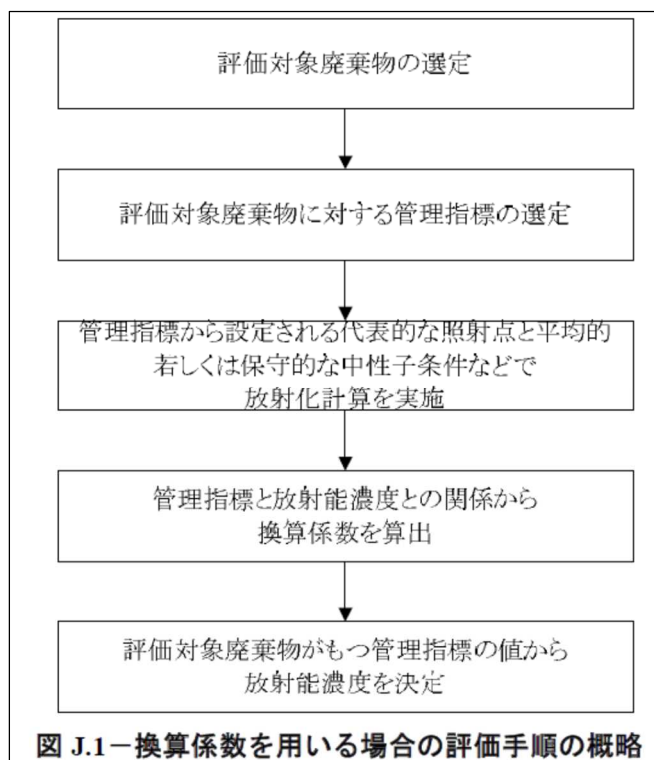 評価対象廃棄物の選定
評価対象廃棄物に対する管理指標の選定
管理指標から設定される代表的な照射点と平均的
若しくは保守的な中性子条件などで
放射化計算を実施
管理指標と放射能濃度との関係から
換算係数を算出
評価対象廃棄物がもつ管理指標の値から
放射能濃度を決定
図 J.1－換算係数を用いる場合の評価手順の概略